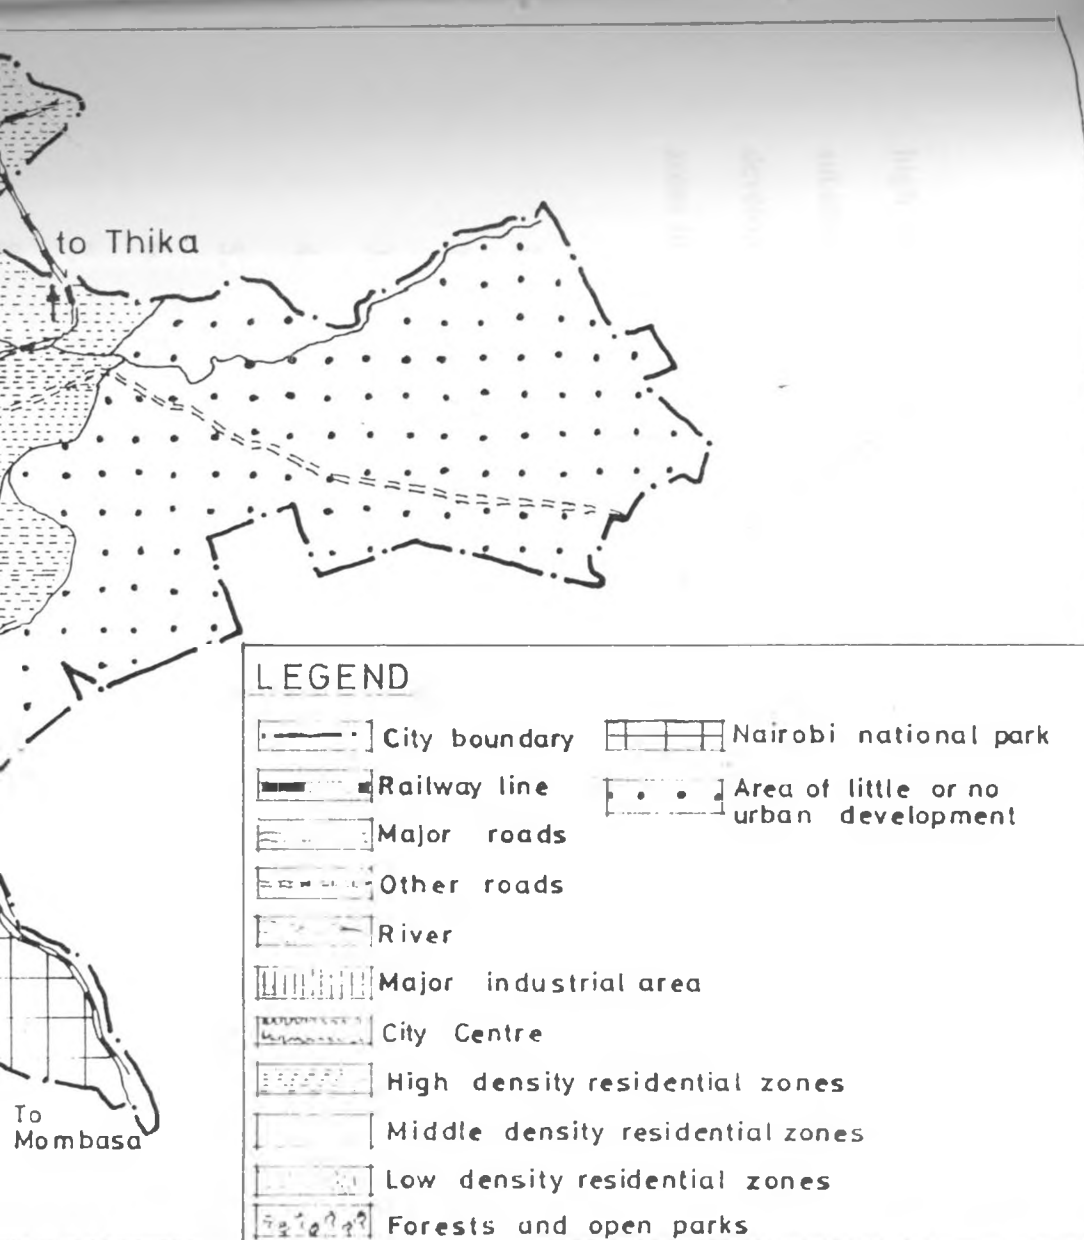 to Thika
LEGEND
City boundary
Railway line
Major roads
Other roads
River
Major industrial area
City Centre
High density residential zones
Middle density residential zones
Low density residential zones
Forests and open parks
Nairobi national park
Area of little or no
urban development
To
Mombasa